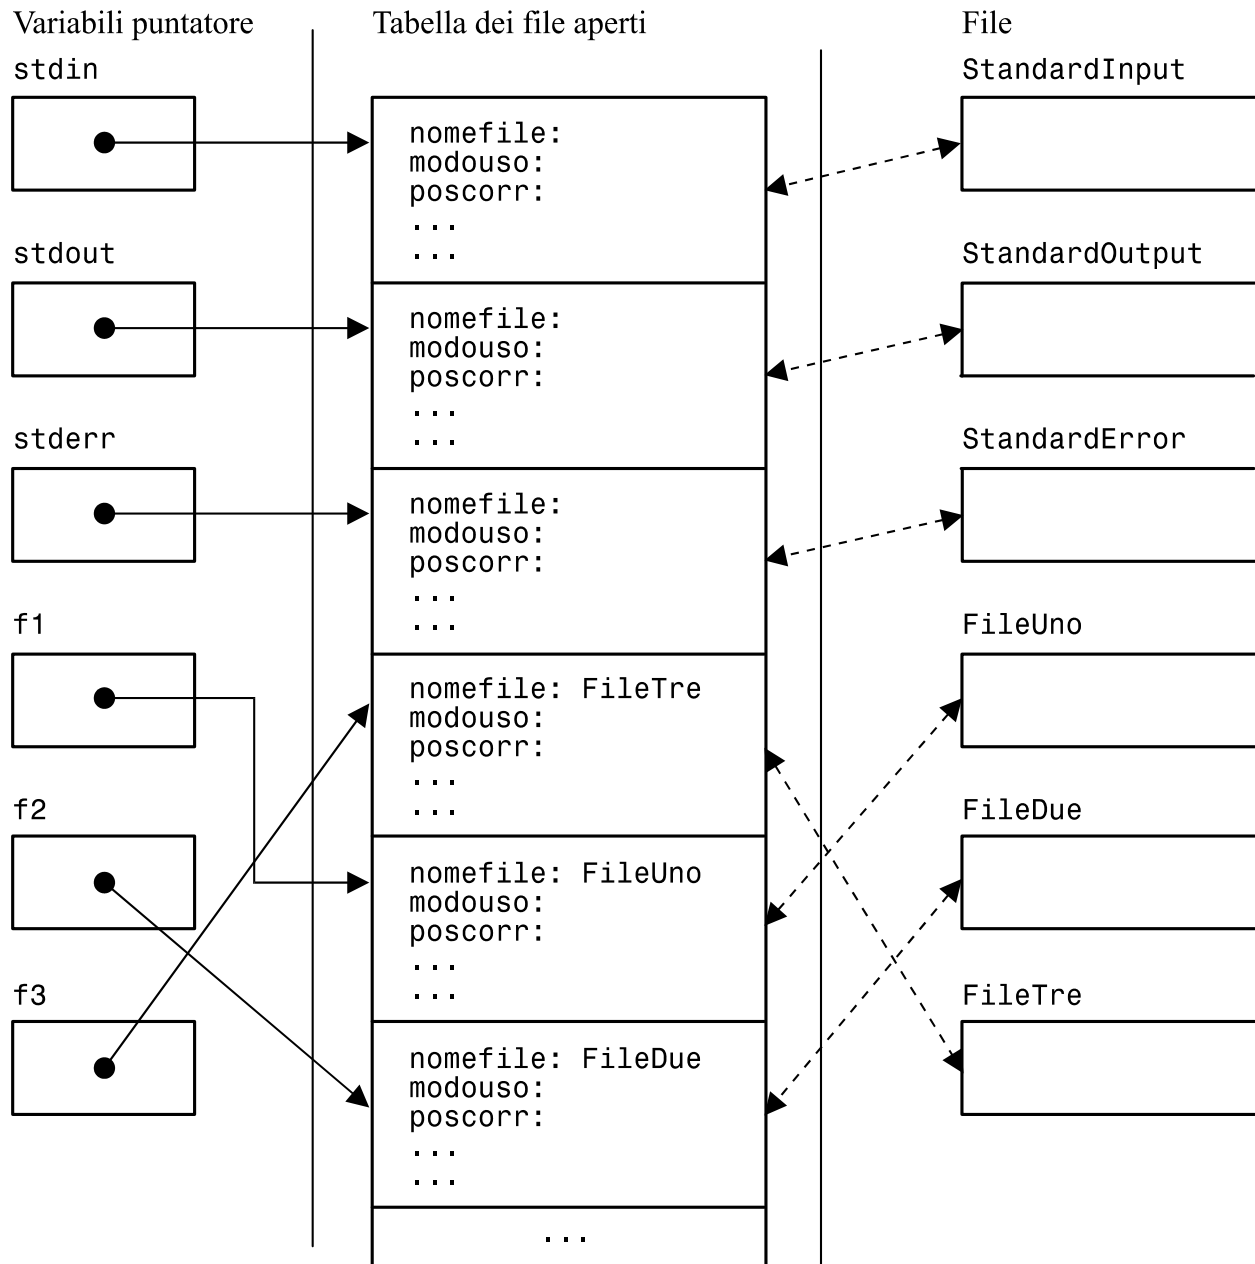 Variabili puntatore
Tabella dei file aperti
File
stdin
StandardInput
nomefile:
modouso:
poscorr:
...
...
stdout
StandardOutput
nomefile:
modouso:
poscorr:
...
...
stderr
StandardError
nomefile:
modouso:
poscorr:
...
...
f1
FileUno
nomefile: FileTre
modouso:
poscorr:
...
...
f2
FileDue
nomefile: FileUno
modouso:
poscorr:
...
...
f3
FileTre
nomefile: FileDue
modouso:
poscorr:
...
...
...